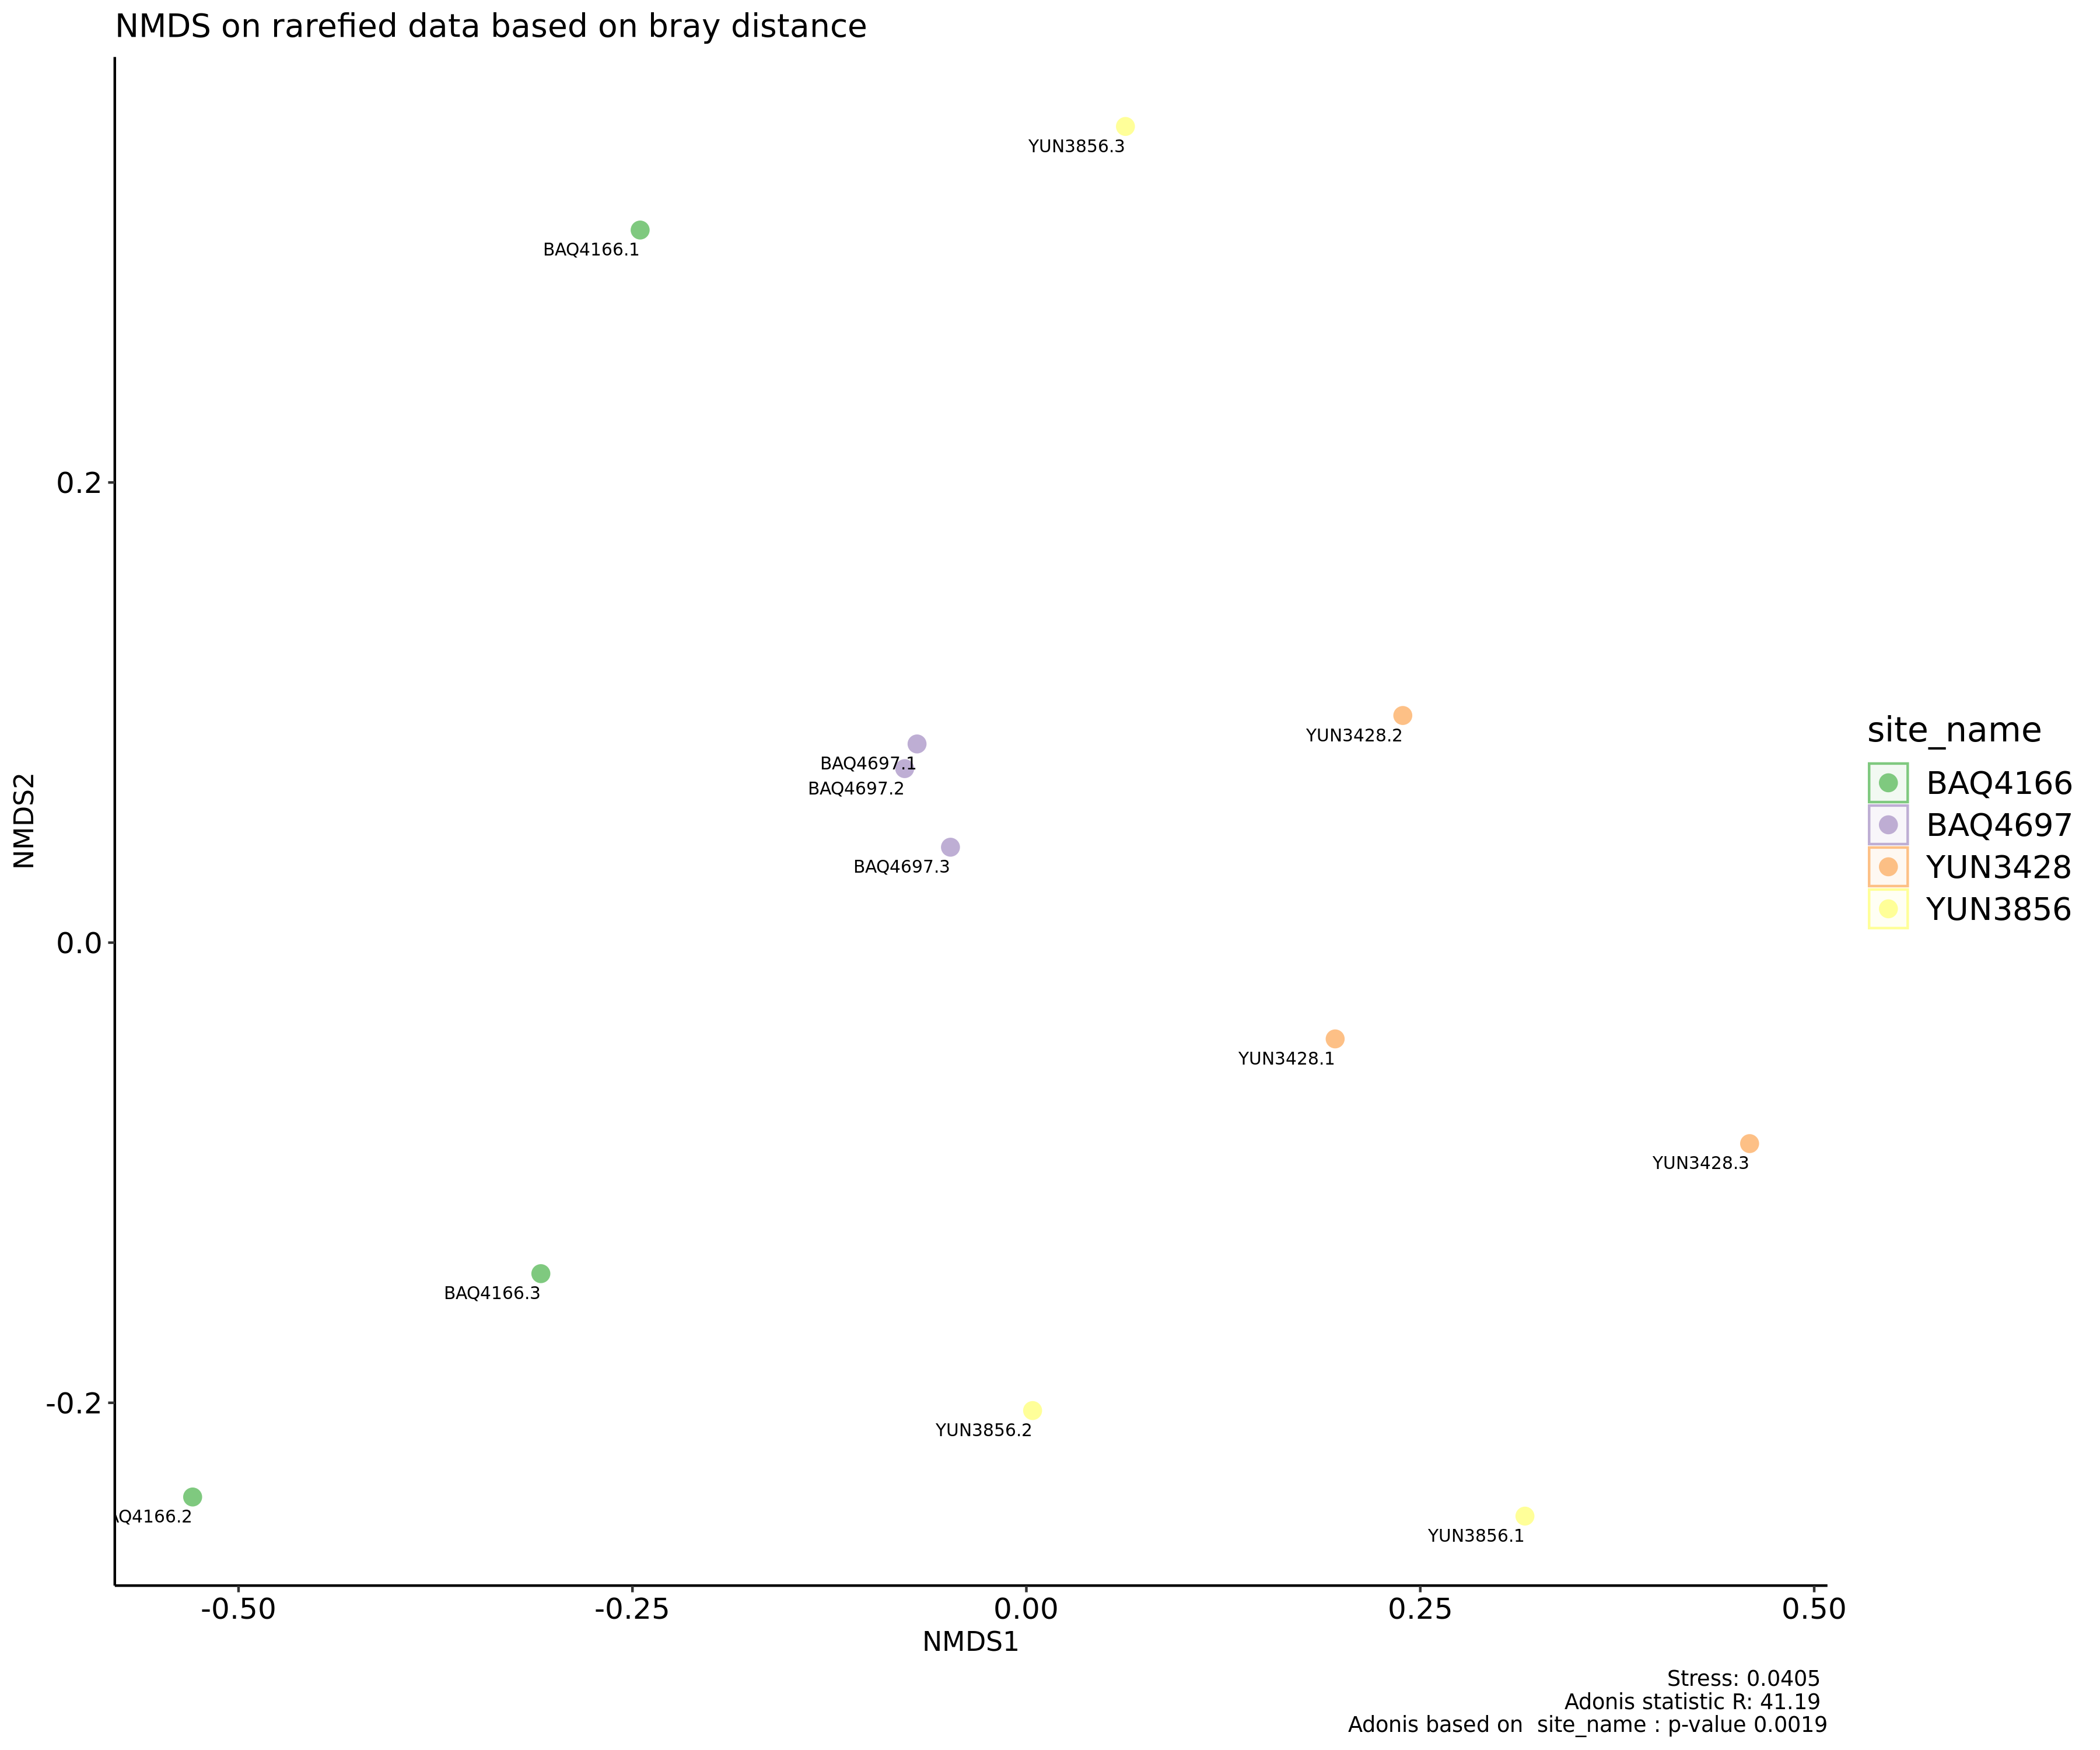 NMDS on rarefied data based on bray distance
YUN3856.3
BAQ4166.1
0.2
YUN3428.2
BAQ4697.1
BAQ4697.2
BAQ4697.3
NMDS2
0.0
YUN3428.1
YUN3428.3
BAQ4166.3
-0.2
YUN3856.2
Q4166.2
YUN3856.1
-0.50
-0.25
0.00
0.25
0.50
NMDS1
site_name
BAQ4166
BAQ4697
YUN3428
YUN3856
Stress: 0.0405
Adonis statistic R: 41.19
Adonis based on  site_name : p-value 0.0019